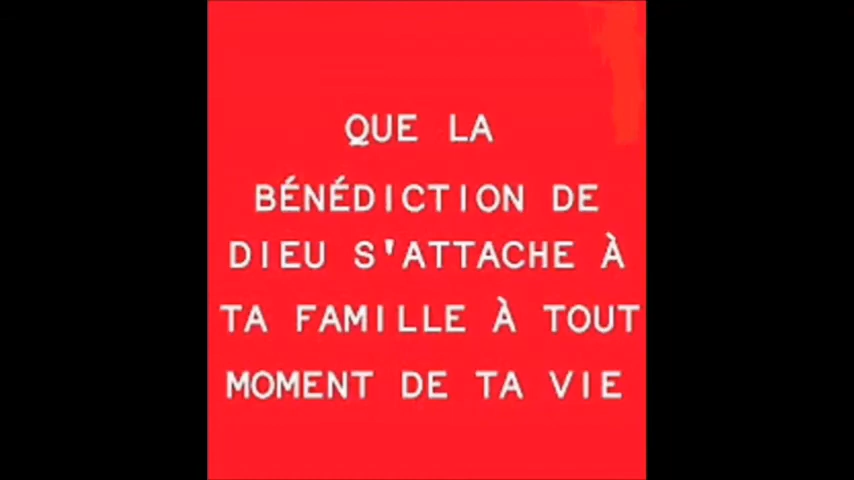 QUE LA
BÉNÉDICTION DE
DIEU S'ATTACHE À
TA FAMILLE À TOUT
MOMENT DE TA VIE